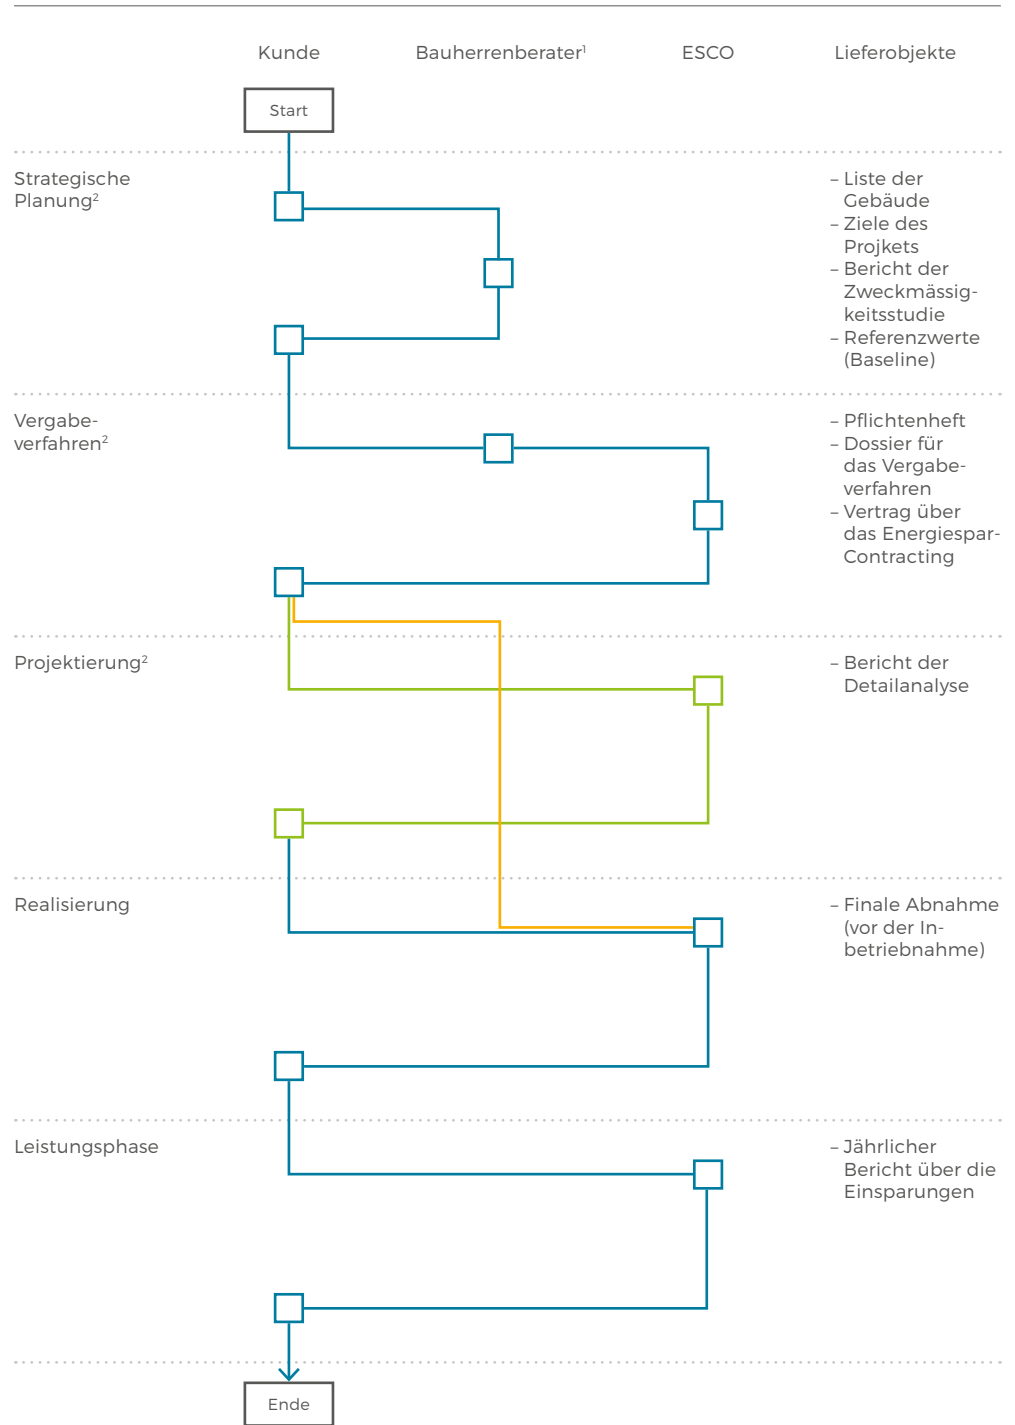 Kunde Bauherrenberater¹ ESCO Lieferobjekte
Start
Strategische
Planung²
– Liste der
Gebäude
– Ziele des
Projkets
– Bericht der
Zweckmässig-
keitsstudie
– Referenzwerte
(Baseline)
Vergabe-
verfahren²
– Pflichtenheft
– Dossier für
das Vergabe-
verfahren
– Vertrag über
das Energiespar-
Contracting
Projektierung²
– Bericht der
Detailanalyse
Realisierung
– Finale Abnahme
(vor der In-
betriebnahme)
Leistungsphase
– Jährlicher
Bericht über die
Einsparungen
Ende